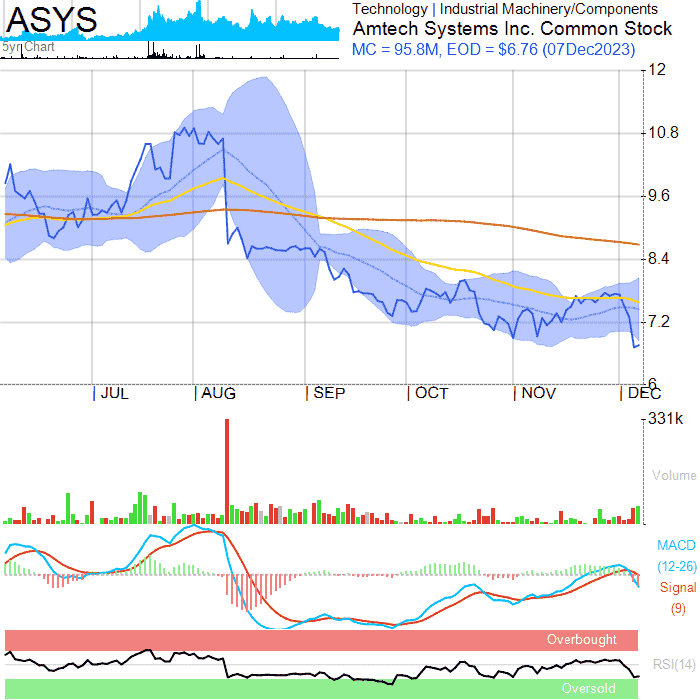 ASYS
5yr Chart
Technology | Industrial Machinery/Components
Amtech Systems Inc. Common Stock
MC = 95.8M, EOD = $6.76 (07Dec2023)
12
10.8
9.6
8.4
7.2
6
JUL AUG SEP OCT NOV DEC
331k
Volume
MACD
(12-26)
Signal
(9)
Overbought
RSI(14)
Oversold